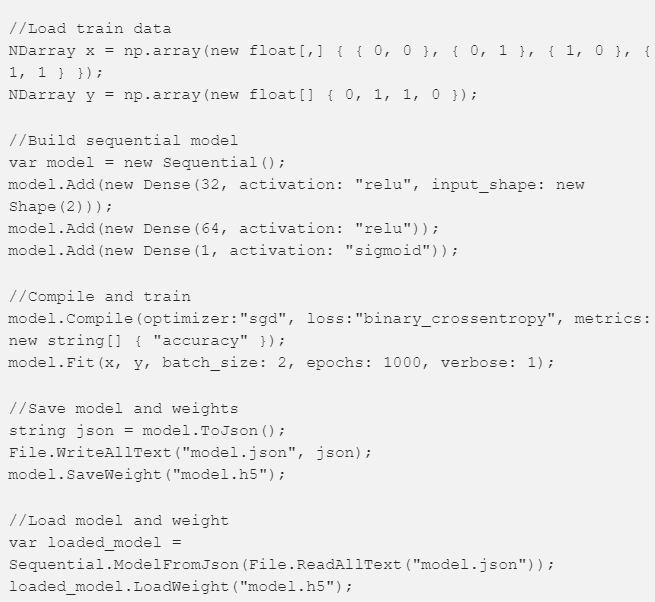 //Load train data
NDarray x = np.array(new float[,] { { 0, 0 }, { 0, 1 }, { 1, 0 }, {
1, 1 } });
NDarray y = np.array(new float[] { 0, 1, 1, 0 });

//Build sequential model
var model = new Sequential();
model.Add(new Dense(32, activation: "relu", input_shape: new
Shape(2)));
model.Add(new Dense(64, activation: "relu"));
model.Add(new Dense(1, activation: "sigmoid"));

//Compile and train
model.Compile(optimizer:"sgd", loss:"binary_crossentropy", metrics:
new string[] { "accuracy" });
model.Fit(x, y, batch_size: 2, epochs: 1000, verbose: 1);

//Save model and weights
string json = model.ToJson();
File.WriteAllText("model.json", json);
model.SaveWeight("model.h5");

//Load model and weight
var loaded_model =
Sequential.ModelFromJson(File.ReadAllText("model.json"));
loaded_model.LoadWeight("model.h5");